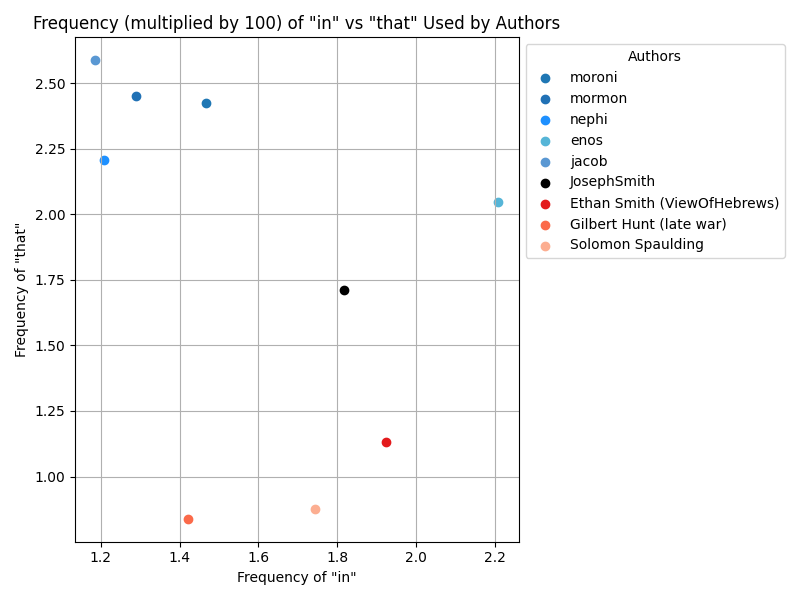 Frequency (multiplied by 100) of "in" vs "that" Used by Authors
2.50
2.25
2.00
1.75
1.50
1.25
1.00
Frequency of "that"
1.2 1.4 1.6 1.8 2.0 2.2
Frequency of "in"
Authors
moroni
mormon
nephi
enos
jacob
JosephSmith
Ethan Smith (ViewOfHebrews)
Gilbert Hunt (late war)
Solomon Spaulding